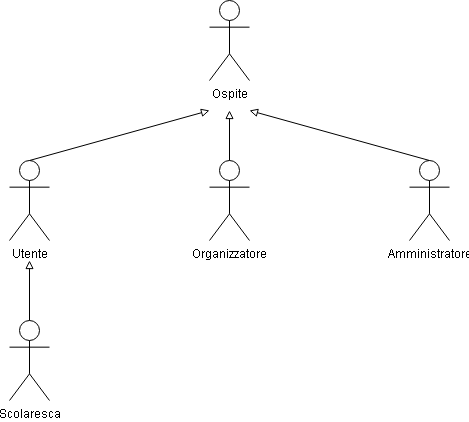 Ospite
Utente
Organizzatore
Amministratore
Scolaresca